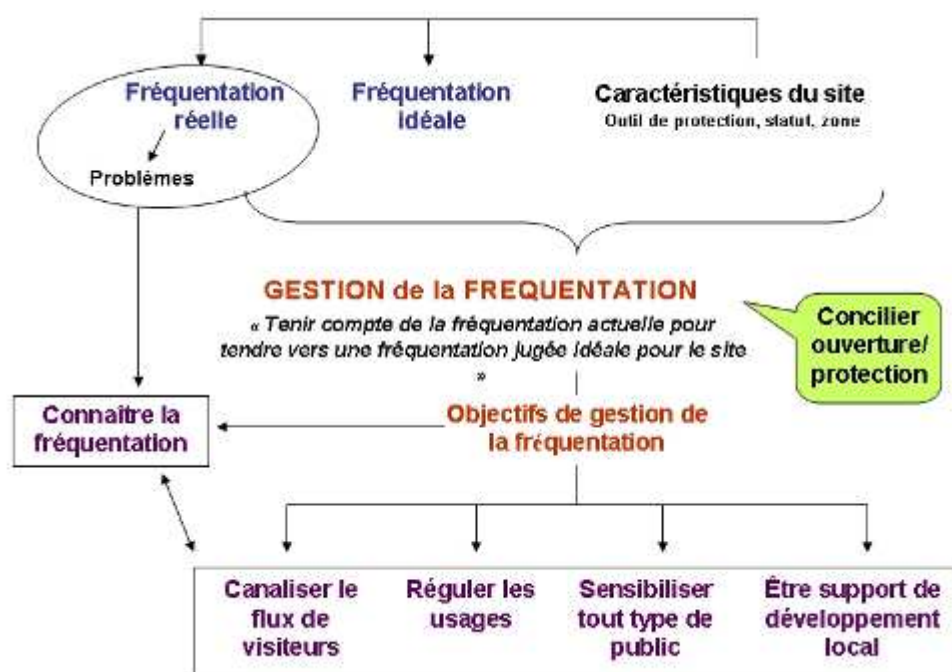 Fréquentation
réelle
Problèmes
Fréquentation
idéale
Caractéristiques du site
Outil de protection, statut, zone
GESTION de la FREQUENTATION
« Tenir compte de la fréquentation actuelle pour
tendre vers une fréquentation jugée idéale pour le site
»
Concilier
ouverture/
protection
Connaître la
fréquentation
Objectifs de gestion de
la fréquentation
Canaliser le
flux de
visiteurs
Réguler les
usages
Sensibiliser
tout type de
public
Être support de
développement
local